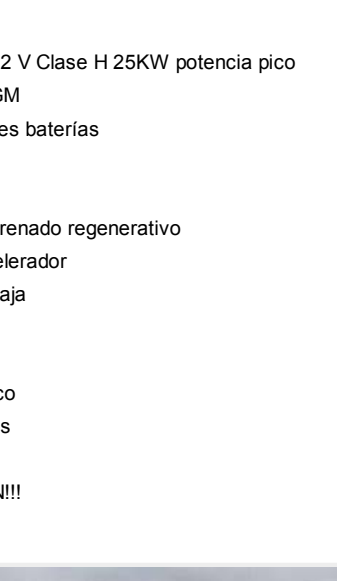 2 V Clase H 25KW potencia pico
GM
es baterías
renado regenerativo
elerador
aja
co
s
N!!!